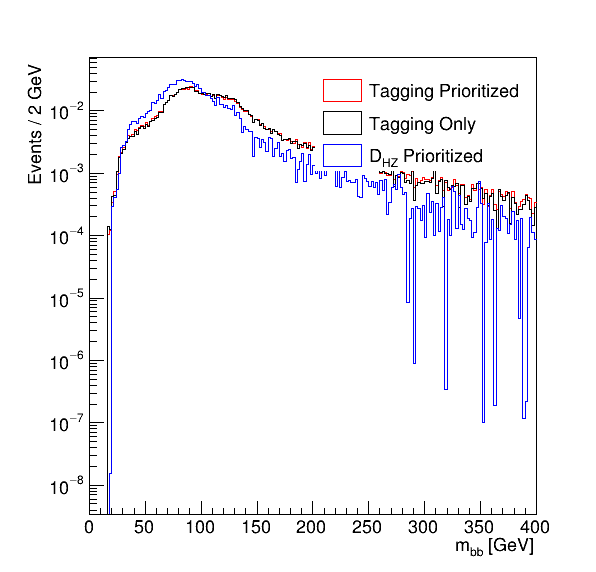 Events / 2 GeV
10⁻²
10⁻³
10⁻⁴
10⁻⁵
10⁻⁶
10⁻⁷
10⁻⁸
Tagging Prioritized
Tagging Only
D_HZ Prioritized
0 50 100 150 200 250 300 350 400
m_bb [GeV]